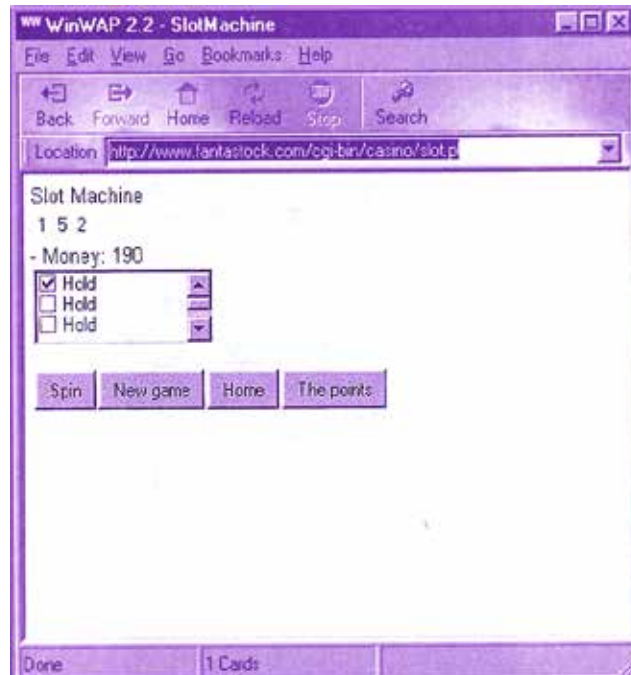 WW WinWAP 2.2 - SlotMachine
File Edit View Go Bookmarks Help
Back Forward Home Reload Stop Search
Location http://www.fantastock.com/cgi-bin/casino/slot.p
Slot Machine
1 5 2
- Money: 190
Hold
Hold
Hold
Spin New game Home The points
Done 1 Cards